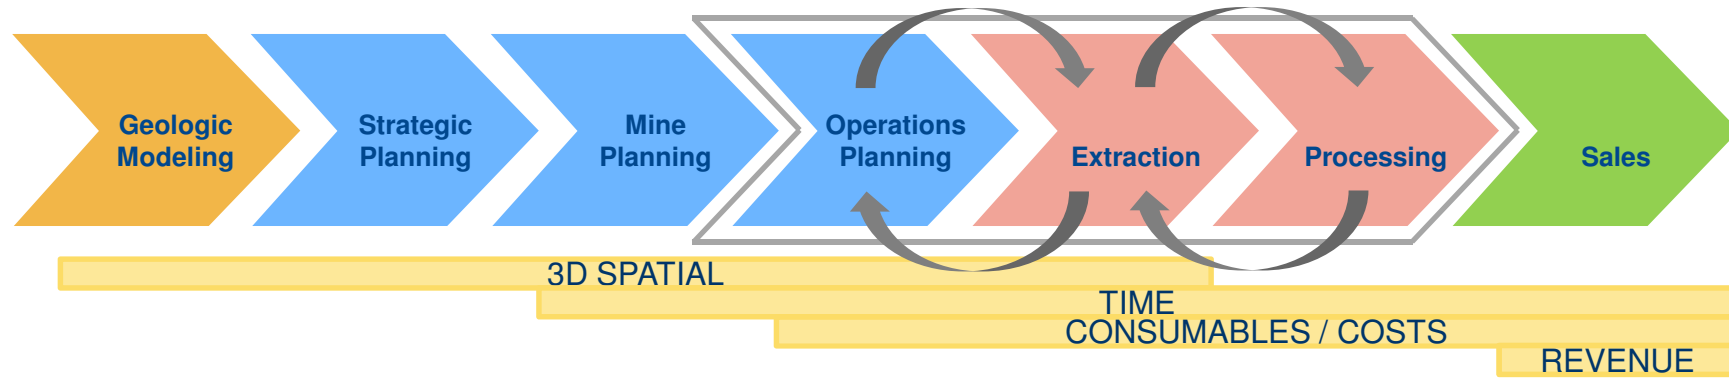 Geologic
Modeling
Strategic
Planning
Mine
Planning
Operations
Planning
Extraction
Processing
Sales
3D SPATIAL
TIME
CONSUMABLES / COSTS
REVENUE